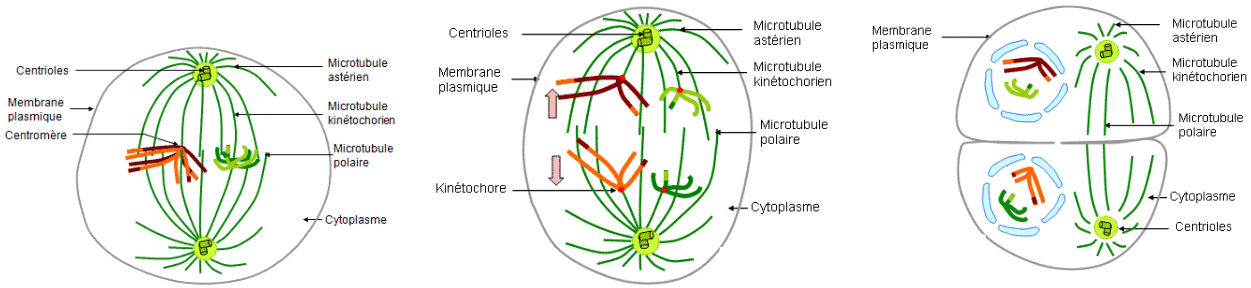 Centrioles
Microtubule
astérien
Membrane
plasmique
Microtubule
kinétochorien
Centromère
Microtubule
polaire
Cytoplasme
Centrioles
Microtubule
astérien
Membrane
plasmique
Microtubule
kinétochorien
Microtubule
polaire
Kinétochore
Cytoplasme
Membrane
plasmique
Microtubule
astérien
Microtubule
kinétochorien
Microtubule
polaire
Cytoplasme
Centrioles